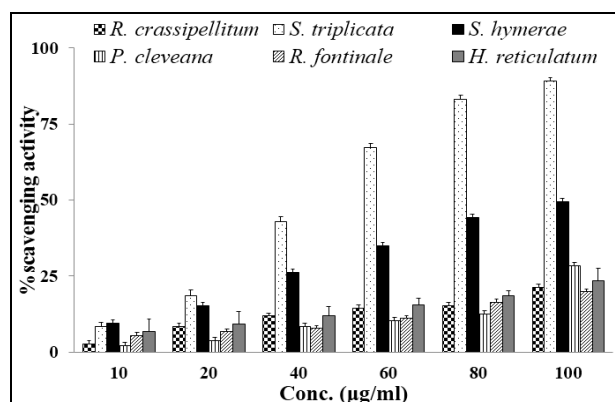 R. crassipellitum S. triplicata S. hymerae
P. cleveana R. fontinale H. reticulatum
100
75
50
25
0
%scavenging activity
10 20 40 60 80 100
Conc. (µg/ml)